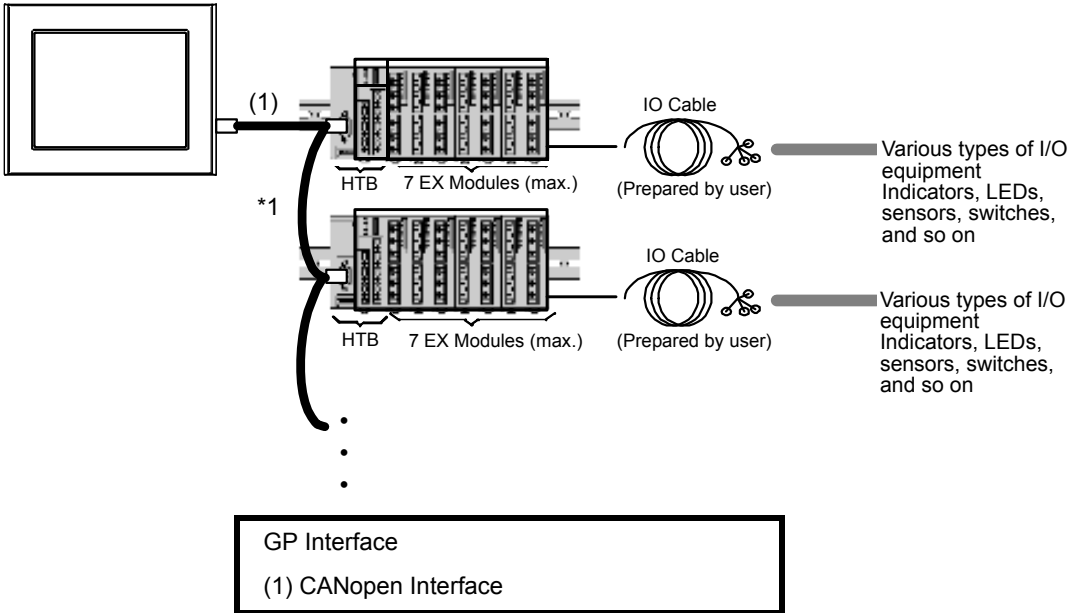 (1)
IO Cable
HTB
7 EX Modules (max.)
(Prepared by user)
Various types of I/O
equipment
Indicators, LEDs,
sensors, switches,
and so on
*1
IO Cable
HTB
7 EX Modules (max.)
(Prepared by user)
Various types of I/O
equipment
Indicators, LEDs,
sensors, switches,
and so on
GP Interface
(1) CANopen Interface